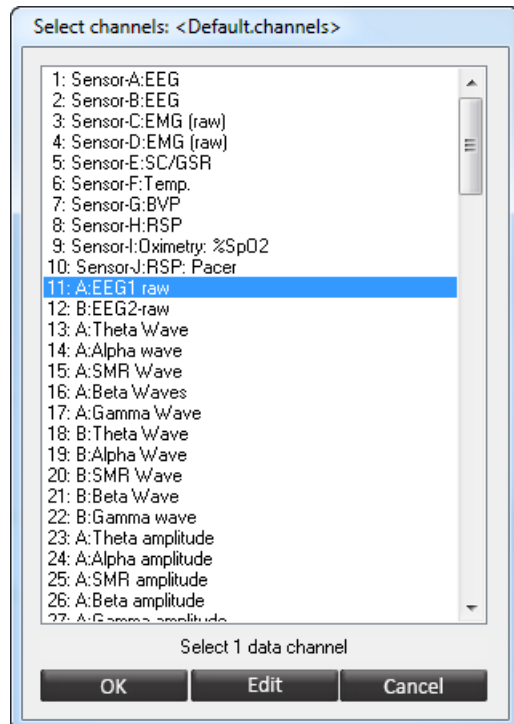 Select channels: <Default.channels>
1: Sensor-A:EEG
2: Sensor-B:EEG
3: Sensor-C:EMG (raw)
4: Sensor-D:EMG (raw)
5: Sensor-E:SC/GSR
6: Sensor-F:Temp.
7: Sensor-G:BVP
8: Sensor-H:RSP
9: Sensor-I:Oximetry: %SpO2
10: Sensor-J:RSP: Pacer
11: A:EEG1 raw
12: B:EEG2-raw
13: A:Theta Wave
14: A:Alpha wave
15: A:SMR Wave
16: A:Beta Waves
17: A:Gamma Wave
18: B:Theta Wave
19: B:Alpha Wave
20: B:SMR Wave
21: B:Beta Wave
22: B:Gamma wave
23: A:Theta amplitude
24: A:Alpha amplitude
25: A:SMR amplitude
26: A:Beta amplitude
27: A:Gamma amplitude
Select 1 data channel
OK Edit Cancel